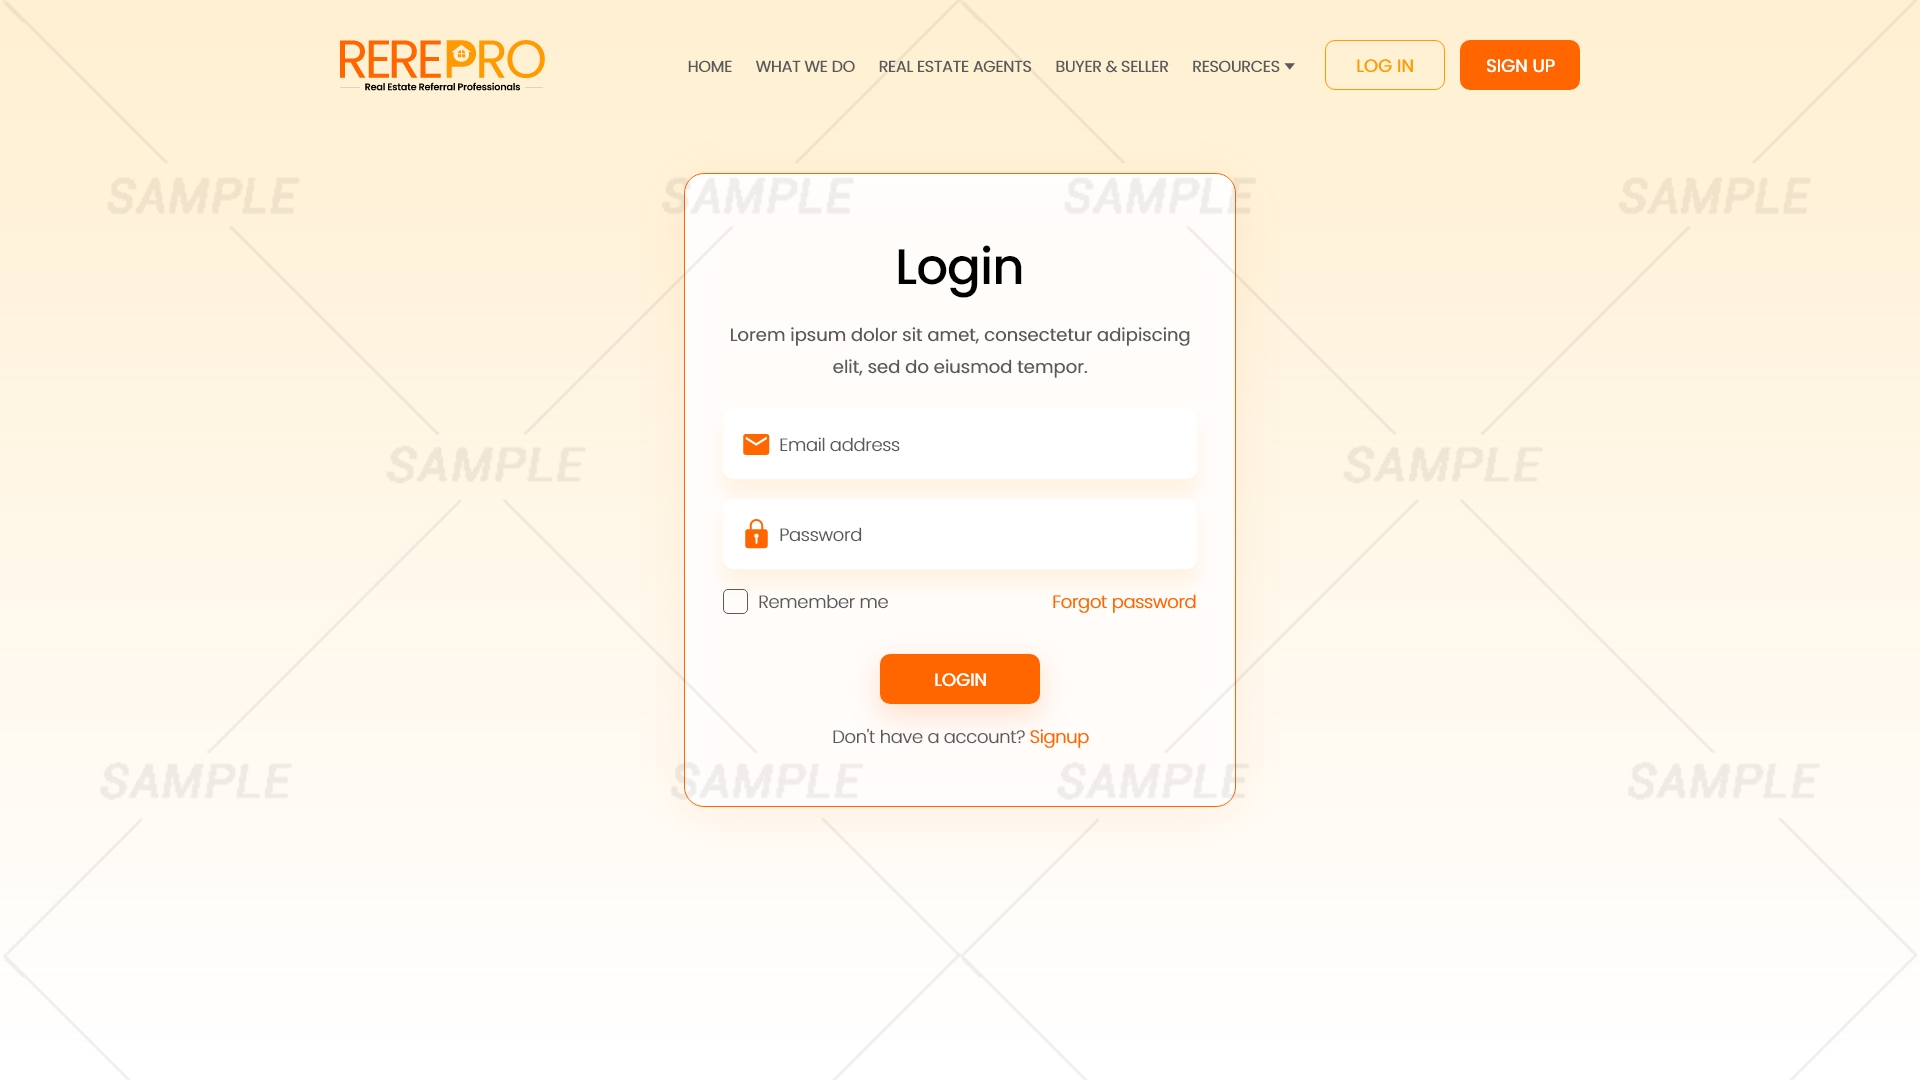 REREPRO
Real Estate Referral Professionals
HOME
WHAT WE DO
REAL ESTATE AGENTS
BUYER & SELLER
RESOURCES
LOG IN
SIGN UP
SAMPLE SAMPLE SAMPLE SAMPLE
Login
Lorem ipsum dolor sit amet, consectetur adipiscing
elit, sed do eiusmod tempor.
Email address
SAMPLE SAMPLE
Password
Remember me
Forgot password
LOGIN
Don't have a account? Signup
SAMPLE SAMPLE SAMPLE SAMPLE